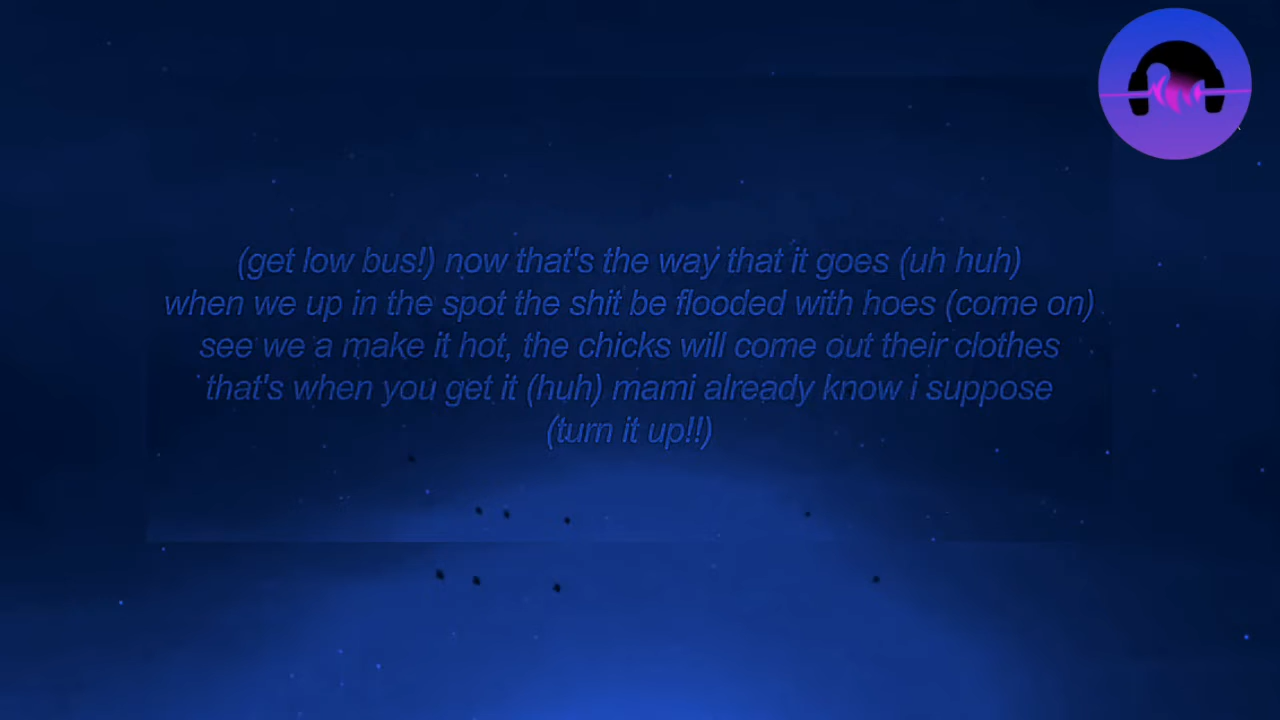 (get low bus!) now that's the way that it goes (uh huh)
when we up in the spot the shit be flooded with hoes (come on)
see we a make it hot, the chicks will come out their clothes
that's when you get it (huh) mami already know i suppose
(turn it up!!)